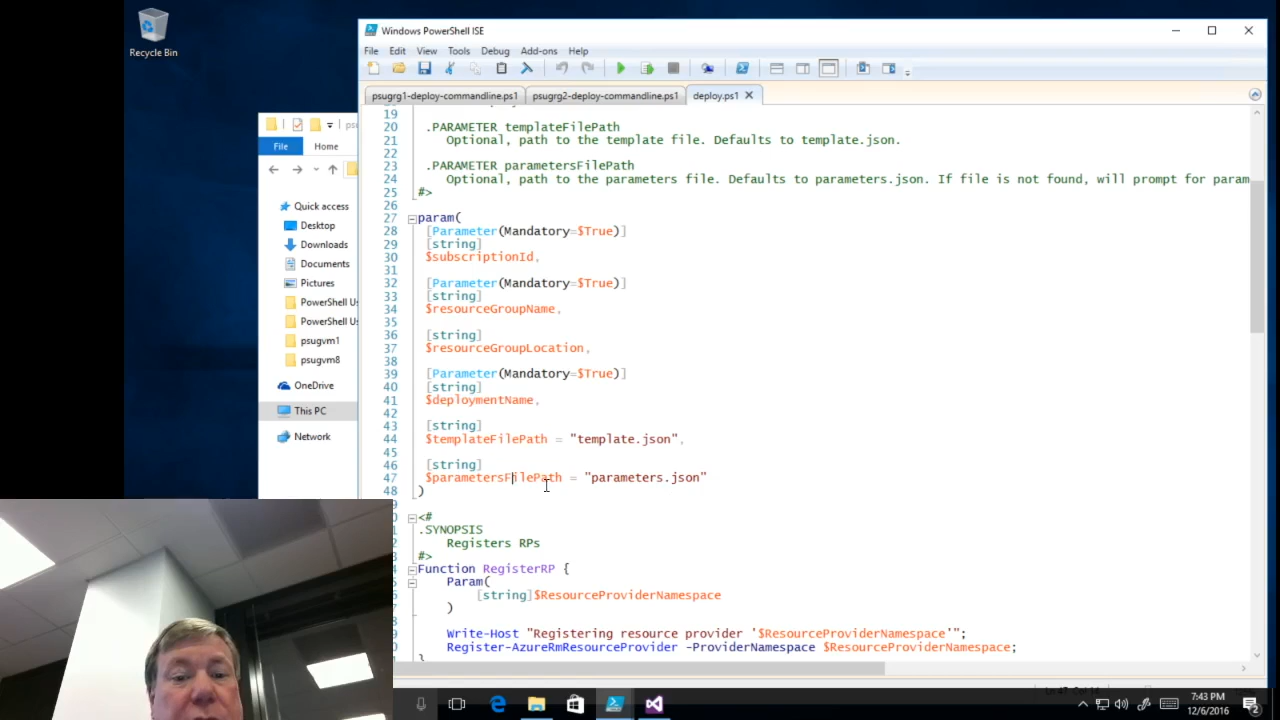 Recycle Bin
Windows PowerShell ISE
File Edit View Tools Debug Add-ons Help
psugrg1-deploy-commandline.ps1 psugrg2-deploy-commandline.ps1 deploy.ps1
File Home
Quick access
Desktop
Downloads
Documents
Pictures
PowerShell Us
PowerShell Us
psugvm1
psugvm8
OneDrive
This PC
Network
19
20 .PARAMETER templateFilePath
21 Optional, path to the template file. Defaults to template.json.
22
23 .PARAMETER parametersFilePath
24 Optional, path to the parameters file. Defaults to parameters.json. If file is not found, will prompt for param
25 #>
26
27 param(
28 [Parameter(Mandatory=$True)]
29 [string]
30 $subscriptionId,
31
32 [Parameter(Mandatory=$True)]
33 [string]
34 $resourceGroupName,
35
36 [string]
37 $resourceGroupLocation,
38
39 [Parameter(Mandatory=$True)]
40 [string]
41 $deploymentName,
42
43 [string]
44 $templateFilePath = "template.json",
45
46 [string]
47 $parametersFilePath = "parameters.json"
48 )
<#
.SYNOPSIS
Registers RPs
#>
Function RegisterRP {
Param(
[string]$ResourceProviderNamespace
)
Write-Host "Registering resource provider '$ResourceProviderNamespace'";
Register-AzureRmResourceProvider -ProviderNamespace $ResourceProviderNamespace;
}
7:43 PM
12/6/2016